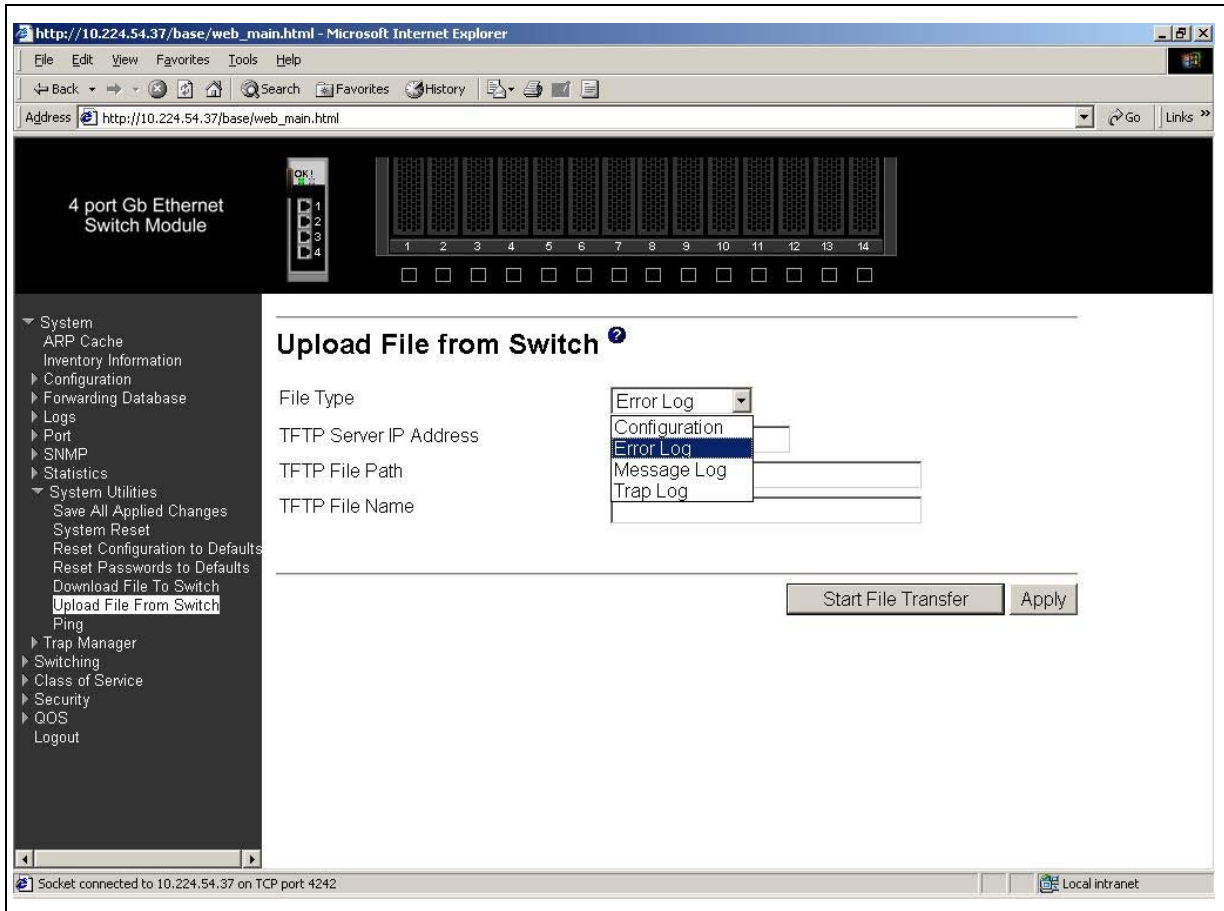 http://10.224.54.37/base/web_main.html - Microsoft Internet Explorer
File Edit View Favorites Tools Help
Back Search Favorites History
Address http://10.224.54.37/base/web_main.html Go Links »
4 port Gb Ethernet
Switch Module
OK!
1
2
3
4
1 2 3 4 5 6 7 8 9 10 11 12 13 14
System
ARP Cache
Inventory Information
Configuration
Forwarding Database
Logs
Port
SNMP
Statistics
System Utilities
Save All Applied Changes
System Reset
Reset Configuration to Defaults
Reset Passwords to Defaults
Download File To Switch
Upload File From Switch
Ping
Trap Manager
Switching
Class of Service
Security
QOS
Logout
Upload File from Switch ?
File Type Error Log
Configuration
Error Log
Message Log
Trap Log
TFTP Server IP Address
TFTP File Path
TFTP File Name
Start File Transfer Apply
Socket connected to 10.224.54.37 on TCP port 4242 Local intranet